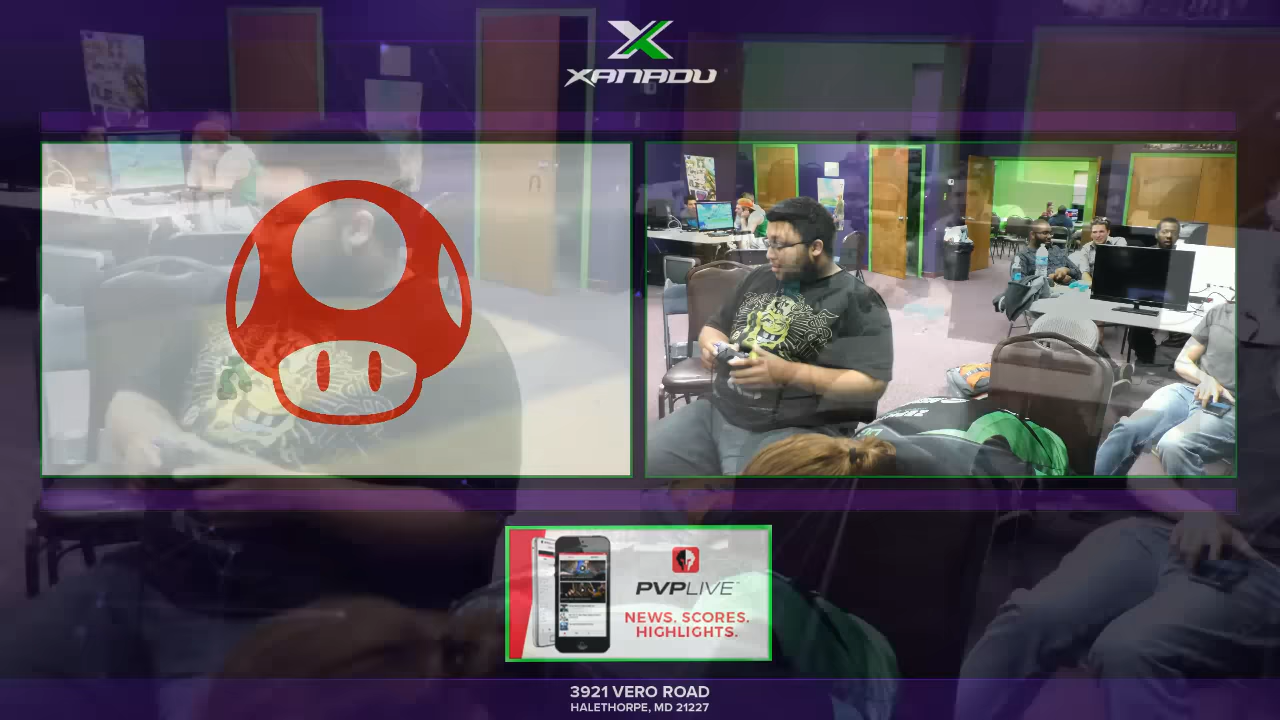 XANADU
PVPLIVE
NEWS. SCORES.
HIGHLIGHTS.
3921 VERO ROAD
HALETHORPE, MD 21227